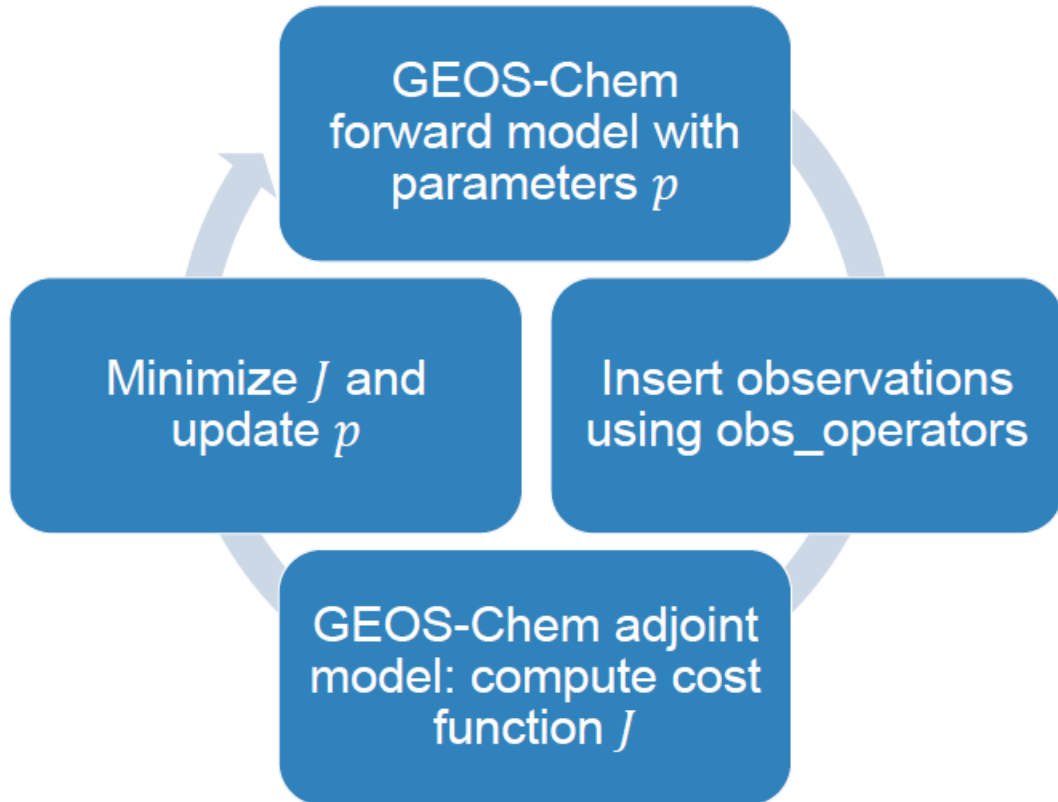 GEOS-Chem
forward model with
parameters p
Minimize J and
update p
Insert observations
using obs_operators
GEOS-Chem adjoint
model: compute cost
function J